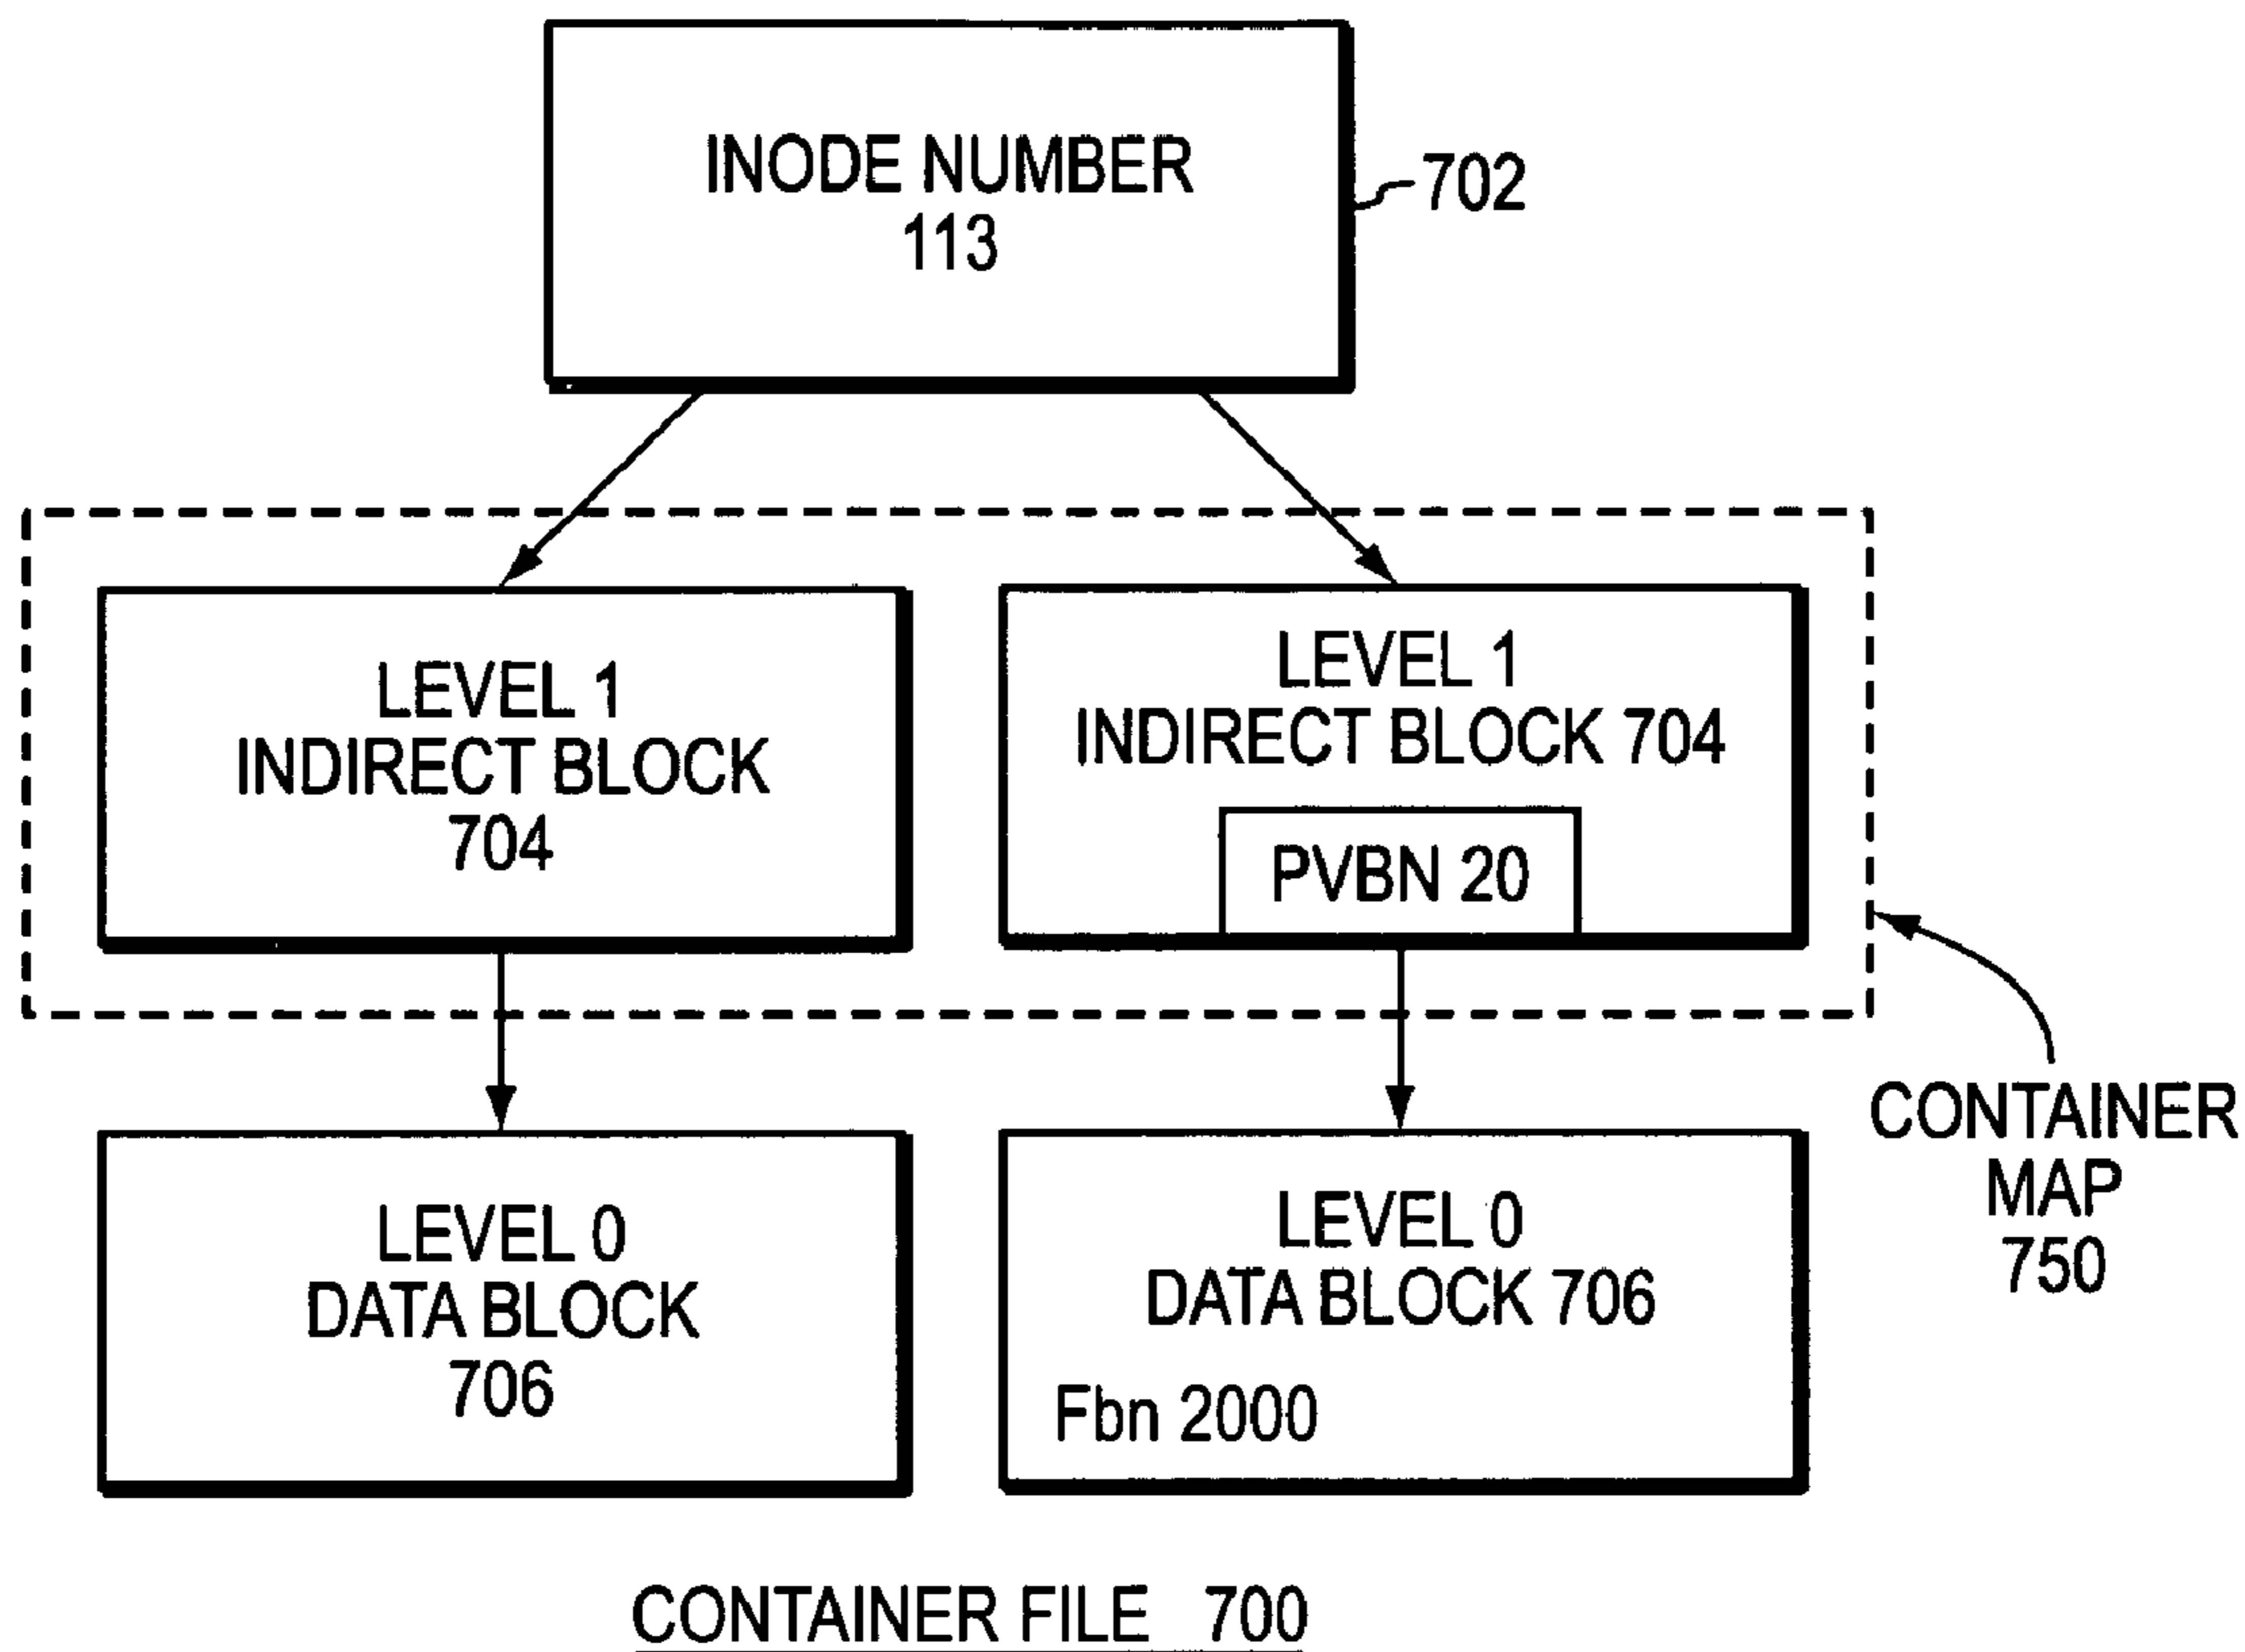 INODE NUMBER
113
702
LEVEL 1
INDIRECT BLOCK
704
LEVEL 1
INDIRECT BLOCK 704
PVBN 20
CONTAINER
MAP
750
LEVEL 0
DATA BLOCK
706
LEVEL 0
DATA BLOCK 706
Fbn 2000
CONTAINER FILE 700